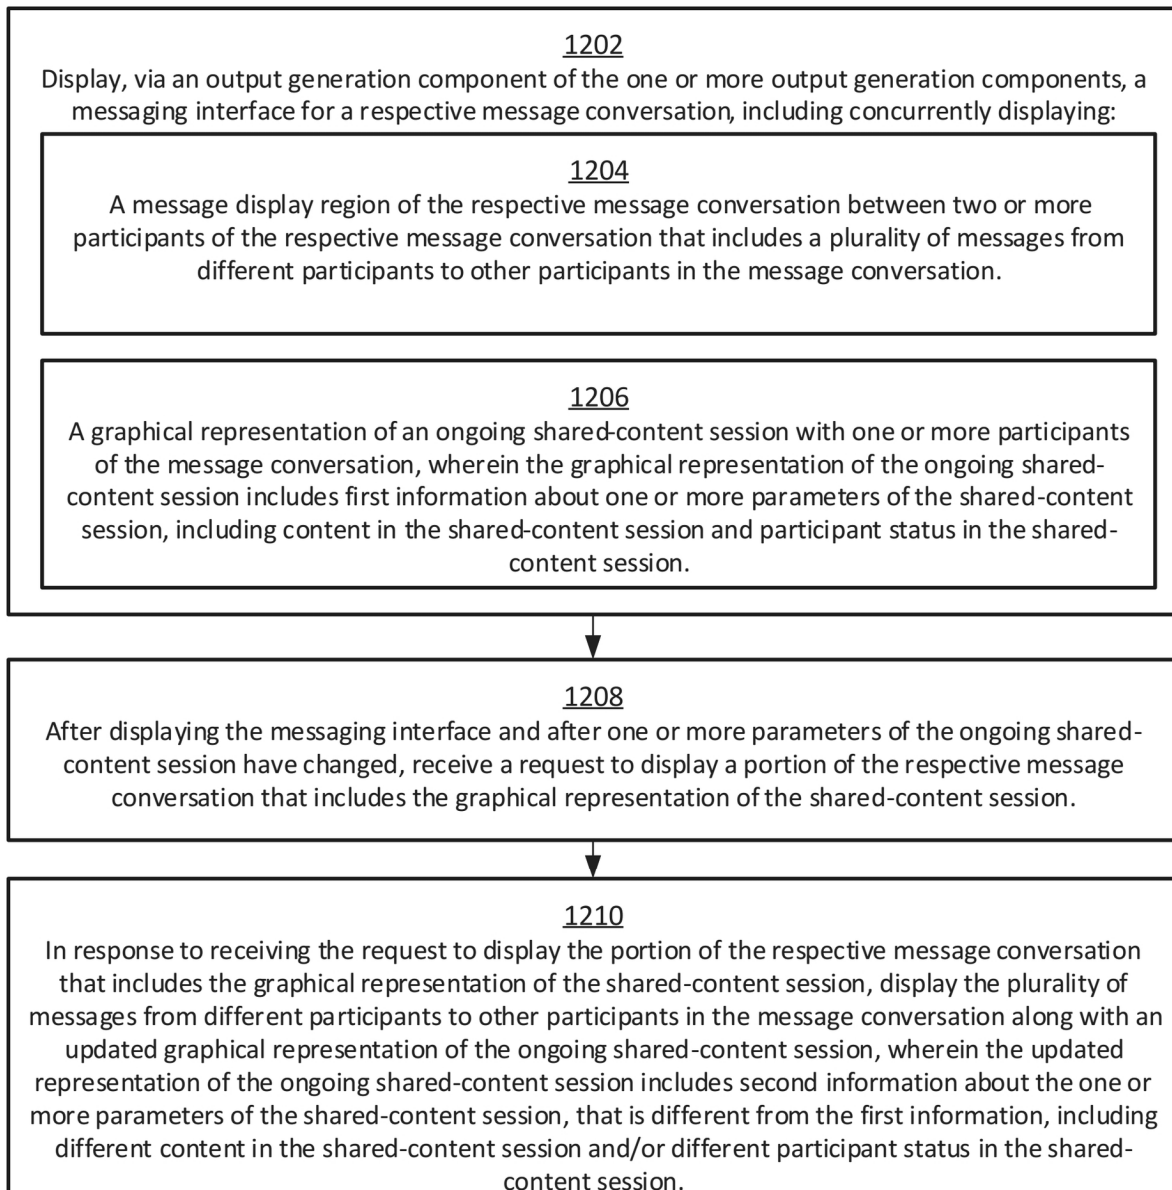 1202
Display, via an output generation component of the one or more output generation components, a
messaging interface for a respective message conversation, including concurrently displaying:
1204
A message display region of the respective message conversation between two or more
participants of the respective message conversation that includes a plurality of messages from
different participants to other participants in the message conversation.
1206
A graphical representation of an ongoing shared-content session with one or more participants
of the message conversation, wherein the graphical representation of the ongoing shared-
content session includes first information about one or more parameters of the shared-content
session, including content in the shared-content session and participant status in the shared-
content session.
1208
After displaying the messaging interface and after one or more parameters of the ongoing shared-
content session have changed, receive a request to display a portion of the respective message
conversation that includes the graphical representation of the shared-content session.
1210
In response to receiving the request to display the portion of the respective message conversation
that includes the graphical representation of the shared-content session, display the plurality of
messages from different participants to other participants in the message conversation along with an
updated graphical representation of the ongoing shared-content session, wherein the updated
representation of the ongoing shared-content session includes second information about the one or
more parameters of the shared-content session, that is different from the first information, including
different content in the shared-content session and/or different participant status in the shared-
content session.